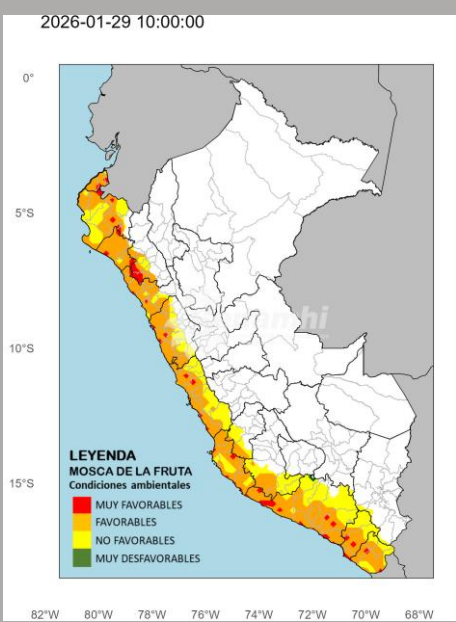 2026-01-29 10:00:00
0°
5°S
10°S
15°S
LEYENDA
MOSCA DE LA FRUTA
Condiciones ambientales
MUY FAVORABLES
FAVORABLES
NO FAVORABLES
MUY DESFAVORABLES
82°W 80°W 78°W 76°W 74°W 72°W 70°W 68°W